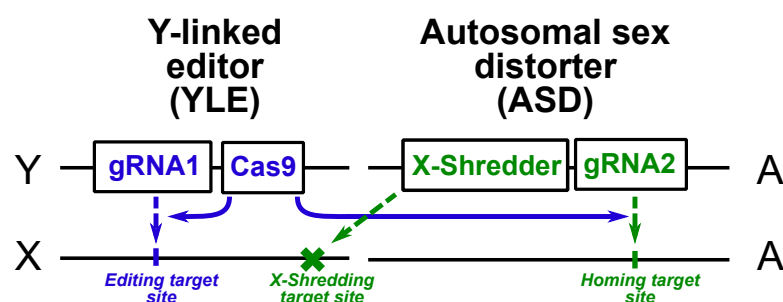 Y-linked
editor
(YLE)
Autosomal sex
distorter
(ASD)
Y
gRNA1
Cas9
X-Shredder
gRNA2
A
X
A
Editing target
site
X-Shredding
target site
Homing target
site